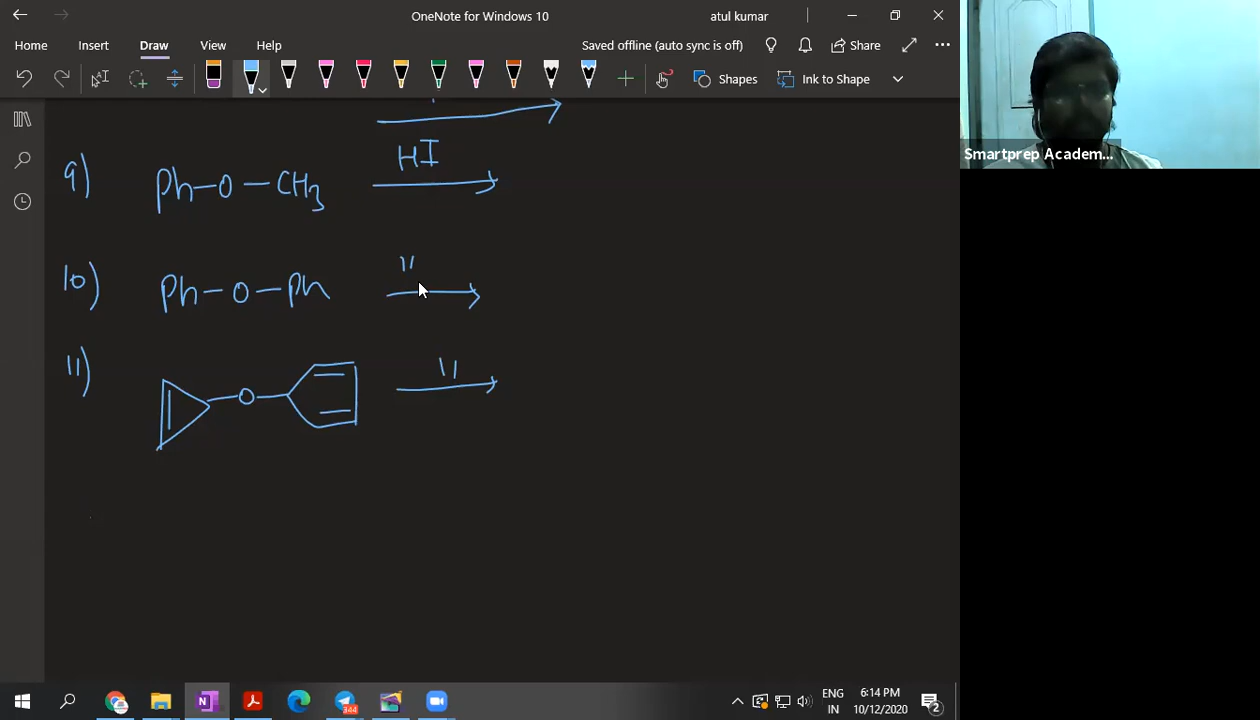 OneNote for Windows 10
atul kumar
Home Insert Draw View Help
Saved offline (auto sync is off)
Share
Shapes
Ink to Shape
HI
9) Ph-O-CH3
10) Ph-O-Ph "
11) O "
Smartprep Academ...
344
ENG
IN
6:14 PM
10/12/2020
2